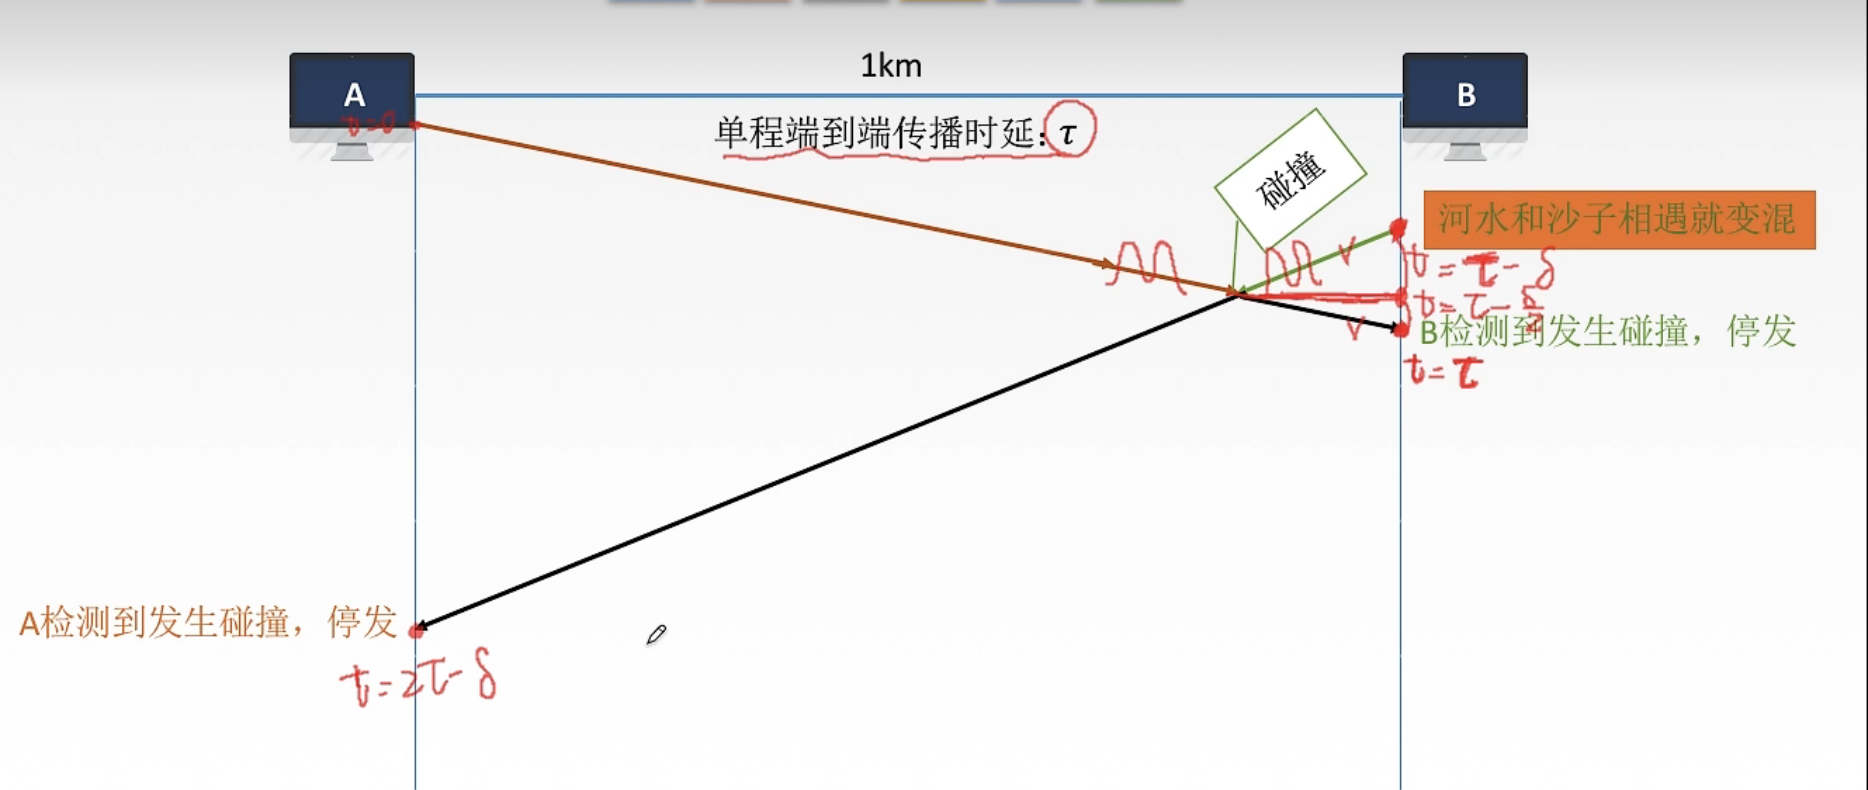 1km
A
B
单程端到端传播时延：τ
t=0
碰撞
河水和沙子相遇就变混
t=τ-δ
t=τ-δ/2
B检测到发生碰撞，停发
t=τ
A检测到发生碰撞，停发
t=2τ-δ